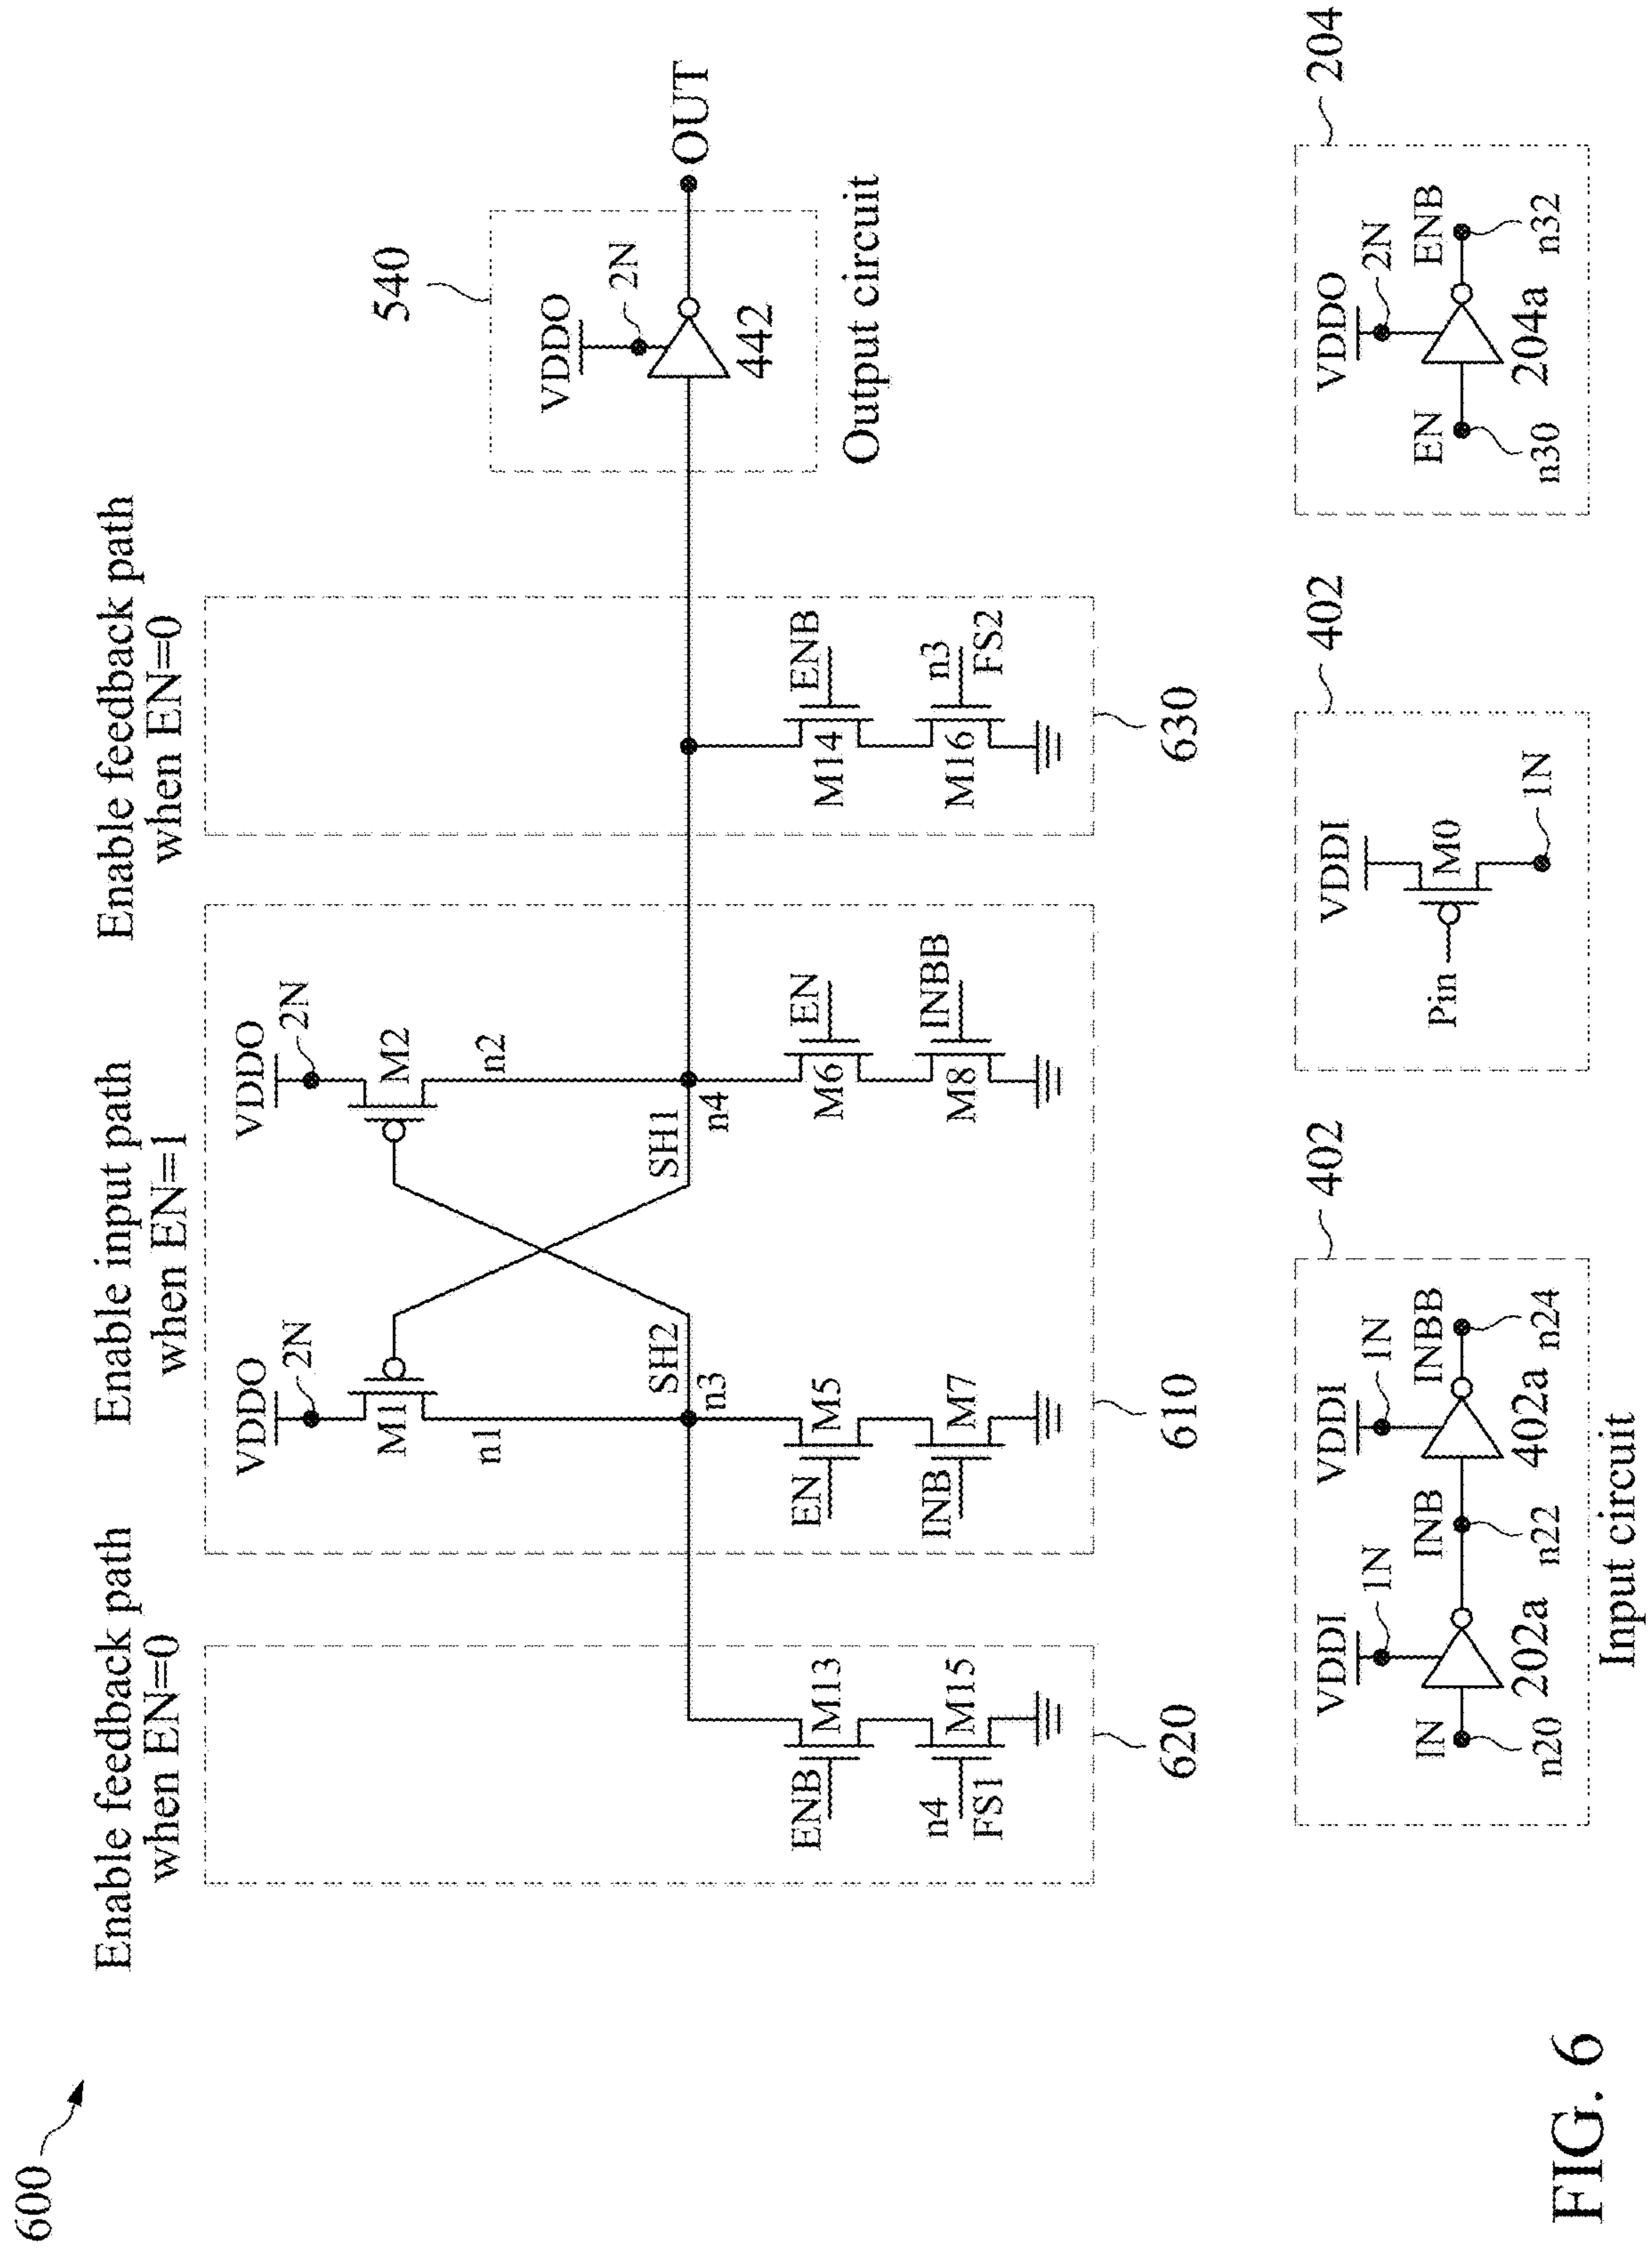 600
Enable feedback path
when EN=0
Enable input path
when EN=1
Enable feedback path
when EN=0
VDDO
2N
M1
n1
VDDO
2N
M2
n2
SH2
n3
SH1
n4
ENB
M13
n4
FS1
M15
620
EN
M5
INB
M7
610
EN
M6
INBB
M8
ENB
M14
n3
FS2
M16
630
540
VDDO
2N
442
OUT
Output circuit
402
VDDI
1N
VDDI
1N
IN
n20
202a
INB
n22
402a
INBB
n24
Input circuit
402
VDDI
Pin
M0
1N
204
VDDO
2N
EN
n30
204a
ENB
n32
FIG. 6